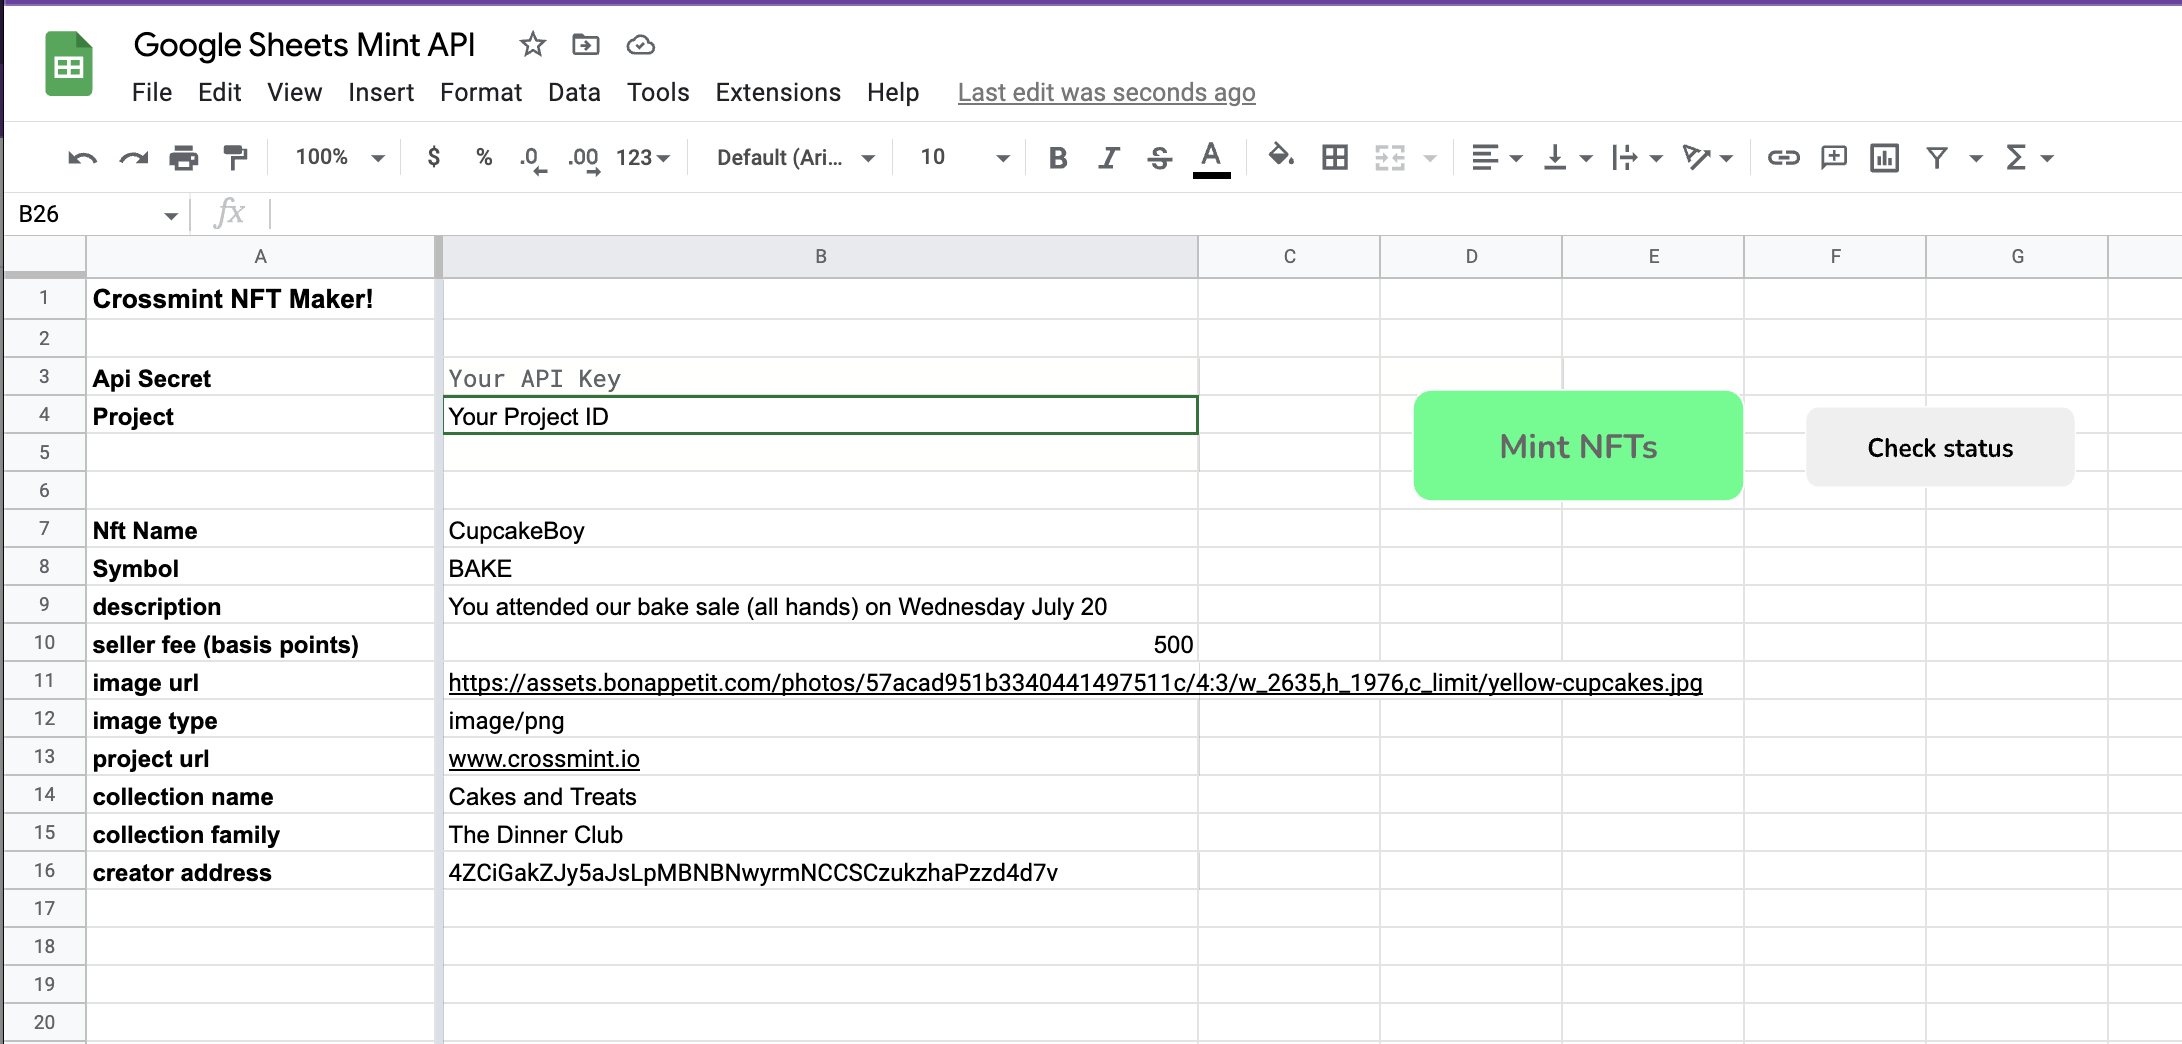 Google Sheets Mint API
File Edit View Insert Format Data Tools Extensions Help Last edit was seconds ago
100% $ % .0 .00 123 Default (Ari... 10 B I S A
B26 fx
A B C D E F G
1 Crossmint NFT Maker!
2
3 Api Secret Your API Key
4 Project Your Project ID
Mint NFTs Check status
5
6
7 Nft Name CupcakeBoy
8 Symbol BAKE
9 description You attended our bake sale (all hands) on Wednesday July 20
10 seller fee (basis points) 500
11 image url https://assets.bonappetit.com/photos/57acad951b3340441497511c/4:3/w_2635,h_1976,c_limit/yellow-cupcakes.jpg
12 image type image/png
13 project url www.crossmint.io
14 collection name Cakes and Treats
15 collection family The Dinner Club
16 creator address 4ZCiGakZJy5aJsLpMBNBNwyrmNCCSCzukzhaPzzd4d7v
17
18
19
20